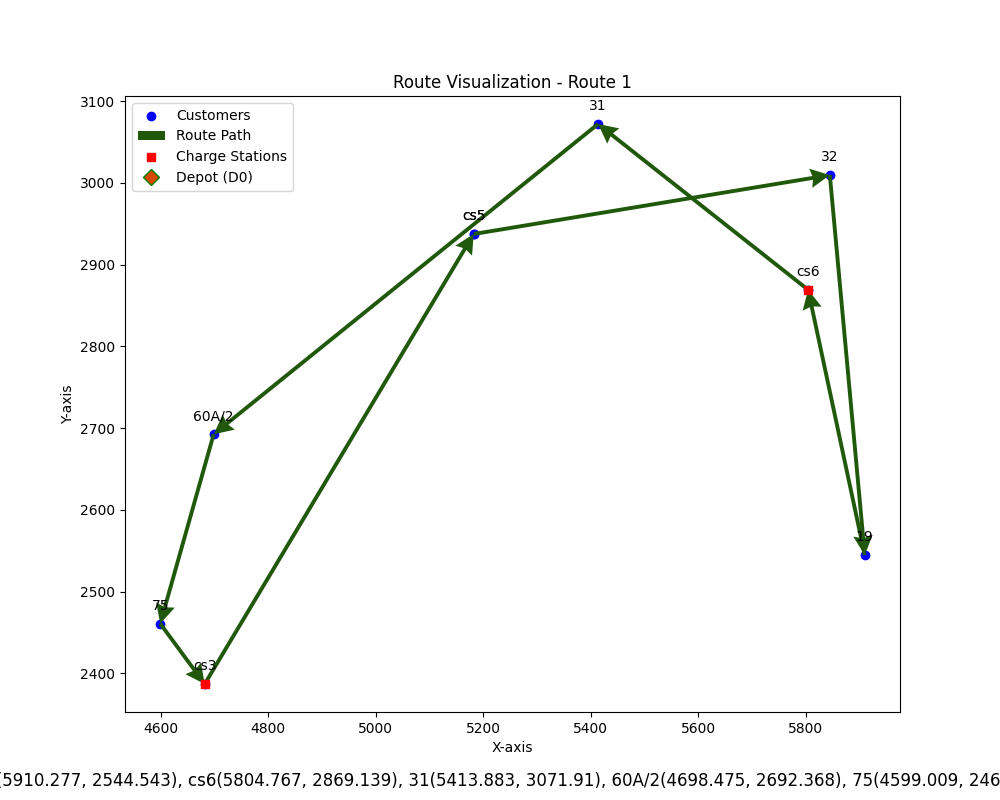 Route Visualization - Route 1
3100
3000
2900
2800
2700
2600
2500
2400
Y-axis
4600
4800
5000
5200
5400
5600
5800
X-axis
Customers
Route Path
Charge Stations
Depot (D0)
31
32
cs5
cs6
60A/2
19
75
cs3
(5910.277, 2544.543), cs6(5804.767, 2869.139), 31(5413.883, 3071.91), 60A/2(4698.475, 2692.368), 75(4599.009, 246